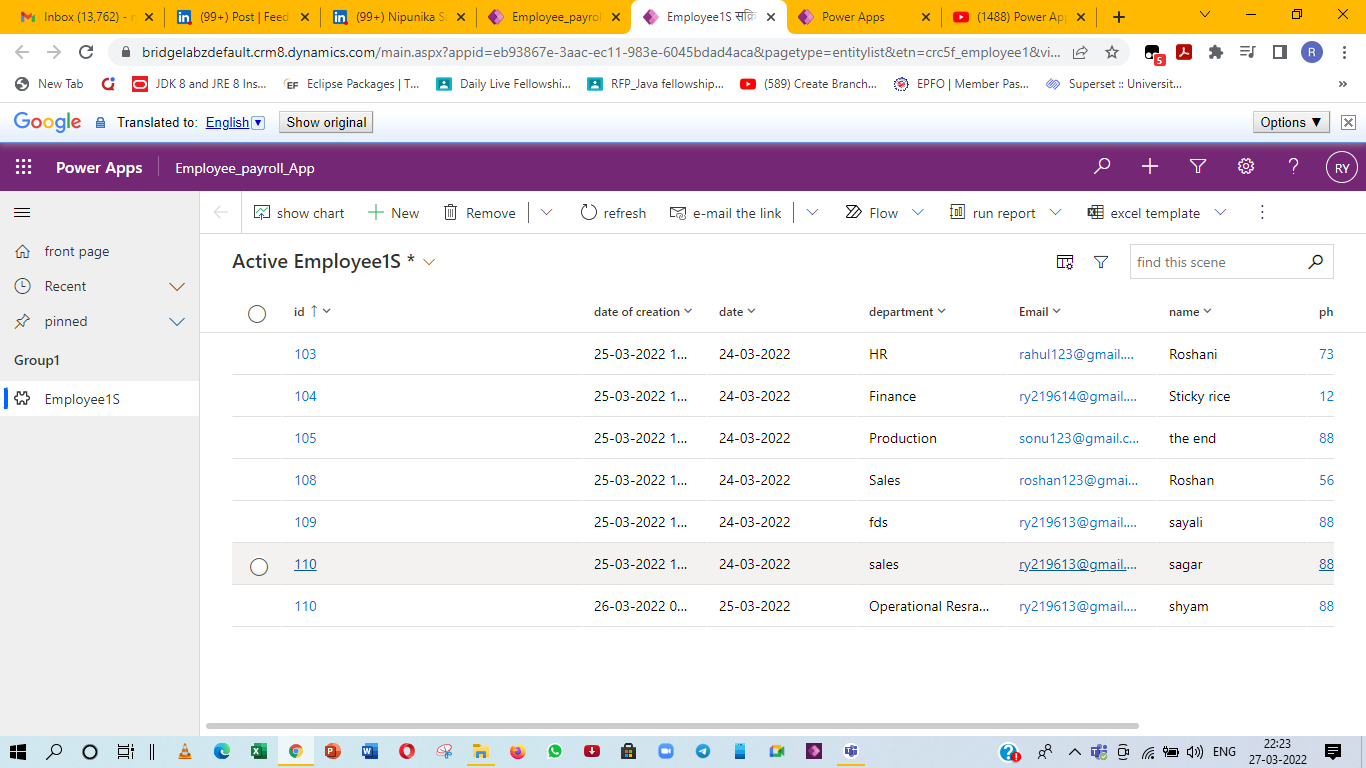 Inbox (13,762) - r
(99+) Post | Feed
(99+) Nipunika Sa
Employee_payrol
Employee1S सक्रि
Power Apps
(1488) Power Ap
bridgelabzdefault.crm8.dynamics.com/main.aspx?appid=eb93867e-3aac-ec11-983e-6045bdad4aca&pagetype=entitylist&etn=crc5f_employee1&vi...
5
R
New Tab
JDK 8 and JRE 8 Ins...
EF Eclipse Packages | T...
Daily Live Fellowshi...
RFP_Java fellowship...
(589) Create Branch...
EPFO | Member Pas...
Superset :: Universit...
»
Google Translated to: English ▼ Show original
Options ▼
Power Apps
Employee_payroll_App
RY
show chart
New
Remove
refresh
e-mail the link
Flow
run report
excel template
front page
Recent
pinned
Group1
Employee1S
Active Employee1S *
find this scene
id ↑ date of creation date department Email name ph
103 25-03-2022 1... 24-03-2022 HR rahul123@gmail.... Roshani 73
104 25-03-2022 1... 24-03-2022 Finance ry219614@gmail.... Sticky rice 12
105 25-03-2022 1... 24-03-2022 Production sonu123@gmail.c... the end 88
108 25-03-2022 1... 24-03-2022 Sales roshan123@gmai... Roshan 56
109 25-03-2022 1... 24-03-2022 fds ry219613@gmail.... sayali 88
110 25-03-2022 1... 24-03-2022 sales ry219613@gmail.... sagar 88
110 26-03-2022 0... 25-03-2022 Operational Resra... ry219613@gmail.... shyam 88
ENG
22:23
27-03-2022